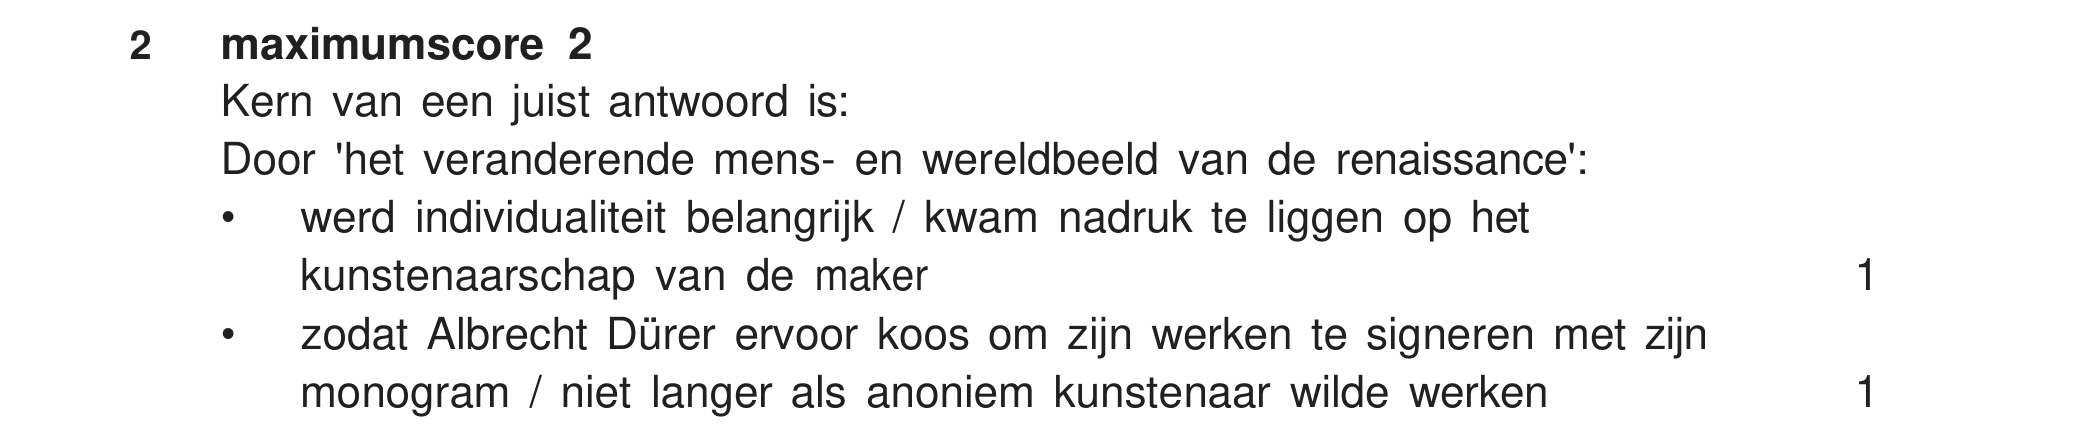 2 maximumscore 2
Kern van een juist antwoord is:
Door 'het veranderende mens- en wereldbeeld van de renaissance':
• werd individualiteit belangrijk / kwam nadruk te liggen op het
kunstenaarschap van de maker 1
• zodat Albrecht Dürer ervoor koos om zijn werken te signeren met zijn
monogram / niet langer als anoniem kunstenaar wilde werken 1